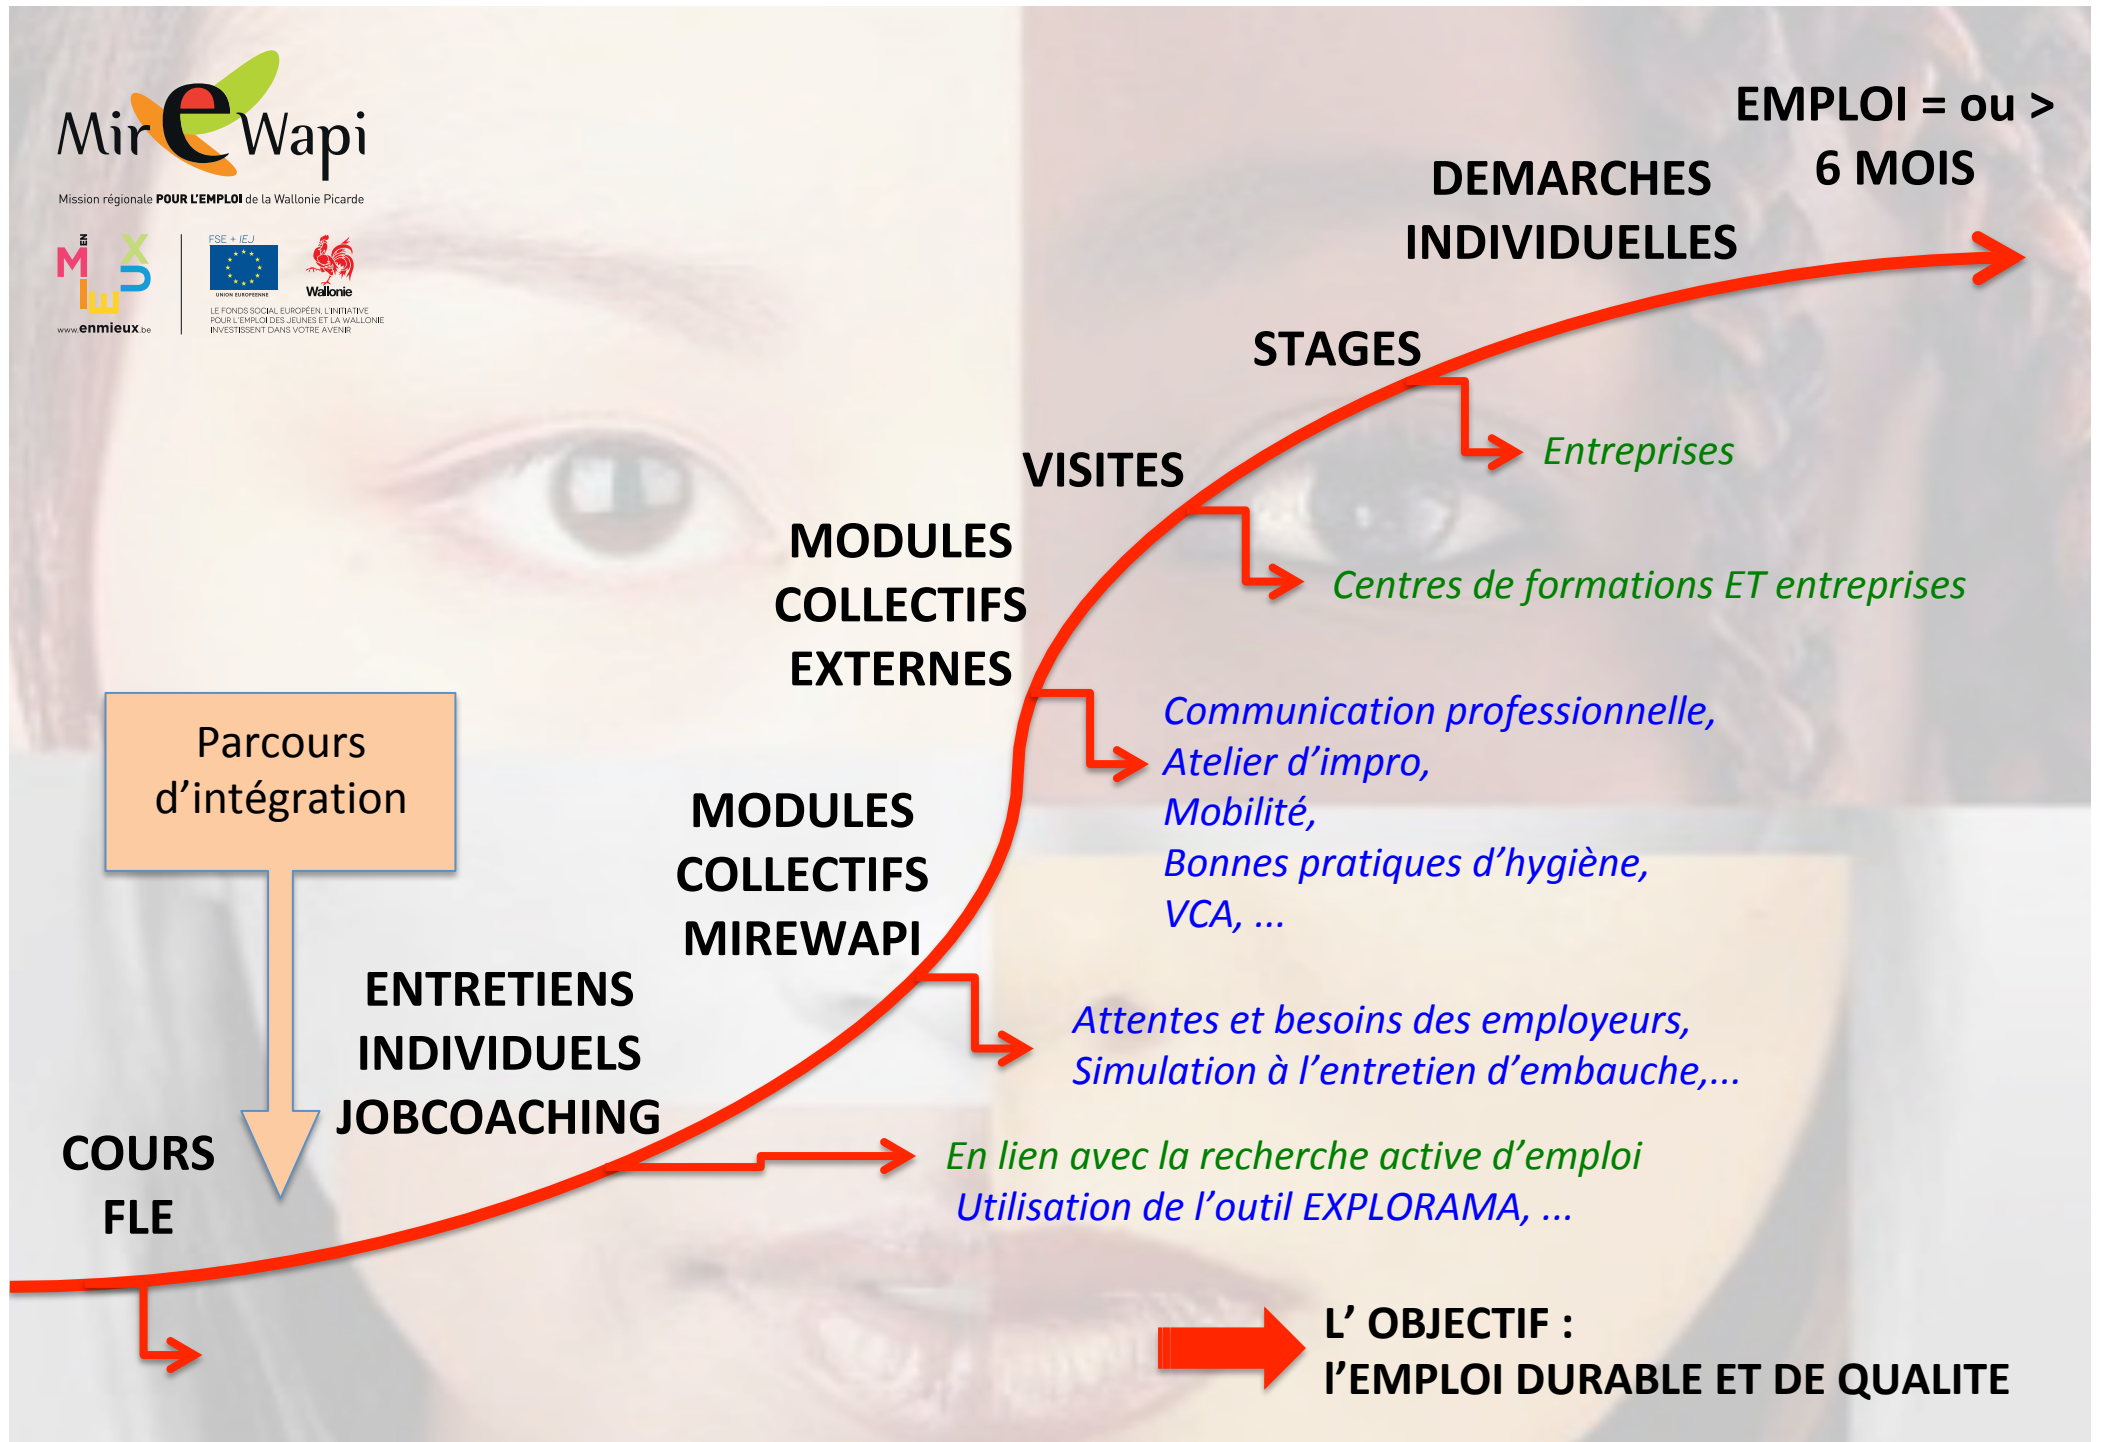 MireWapi
Mission régionale POUR L'EMPLOI de la Wallonie Picarde
EN MIEUX
www.enmieux.be
FSE + IEJ
UNION EUROPEENNE
Wallonie
LE FONDS SOCIAL EUROPÉEN, L'INITIATIVE
POUR L'EMPLOI DES JEUNES ET LA WALLONIE
INVESTISSENT DANS VOTRE AVENIR
EMPLOI = ou >
6 MOIS
DEMARCHES
INDIVIDUELLES
STAGES
Entreprises
VISITES
Centres de formations ET entreprises
MODULES
COLLECTIFS
EXTERNES
Communication professionnelle,
Atelier d’impro,
Mobilité,
Bonnes pratiques d’hygiène,
VCA, ...
Parcours
d’intégration
MODULES
COLLECTIFS
MIREWAPI
Attentes et besoins des employeurs,
Simulation à l’entretien d’embauche,...
ENTRETIENS
INDIVIDUELS
JOBCOACHING
En lien avec la recherche active d’emploi
Utilisation de l’outil EXPLORAMA, ...
COURS
FLE
L’ OBJECTIF :
l’EMPLOI DURABLE ET DE QUALITE